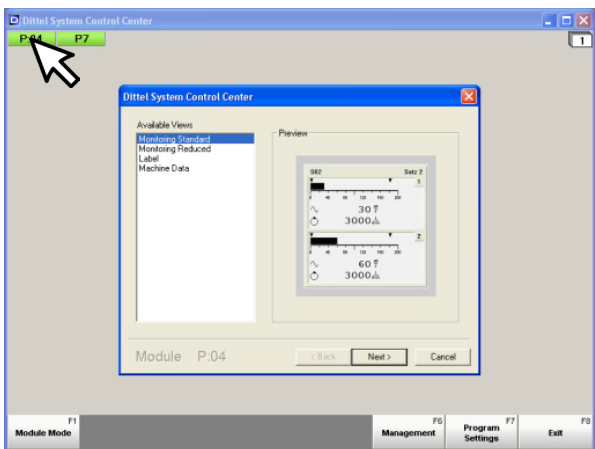 Dittel System Control Center
P:04 P7
1
Dittel System Control Center
Available Views
Monitoring Standard
Monitoring Reduced
Label
Machine Data
Preview
S82 Satz 2
1
30
3000
2
60
3000
Module P:04
< Back Next > Cancel
F1 F6 F7 F8
Module Mode Management Program Settings Exit